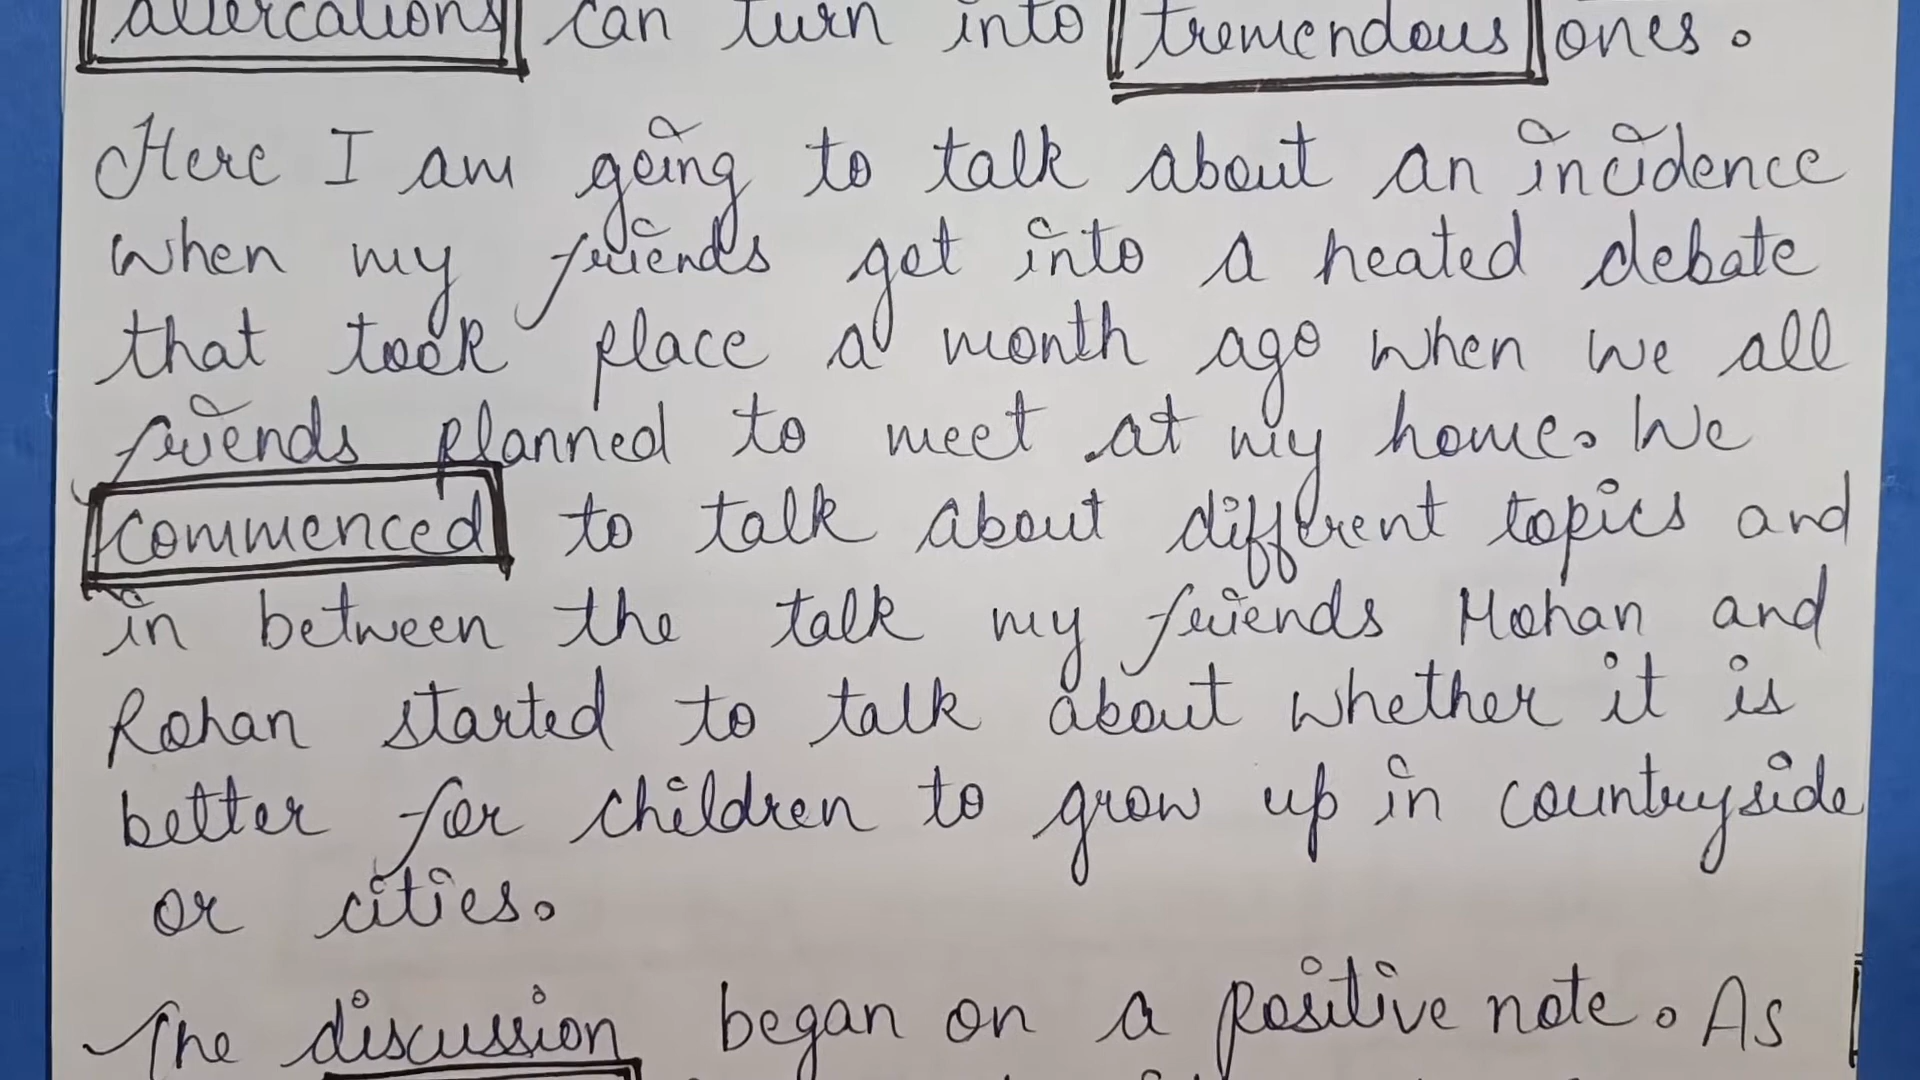 altercations can turn into tremendous ones.
Here I am going to talk about an incidence
when my friends get into a heated debate
that took place a month ago when we all
friends planned to meet at my home. We
commenced to talk about different topics and
in between the talk my friends Mohan and
Rohan started to talk about whether it is
better for children to grow up in countryside
or cities.
The discussion began on a positive note. As